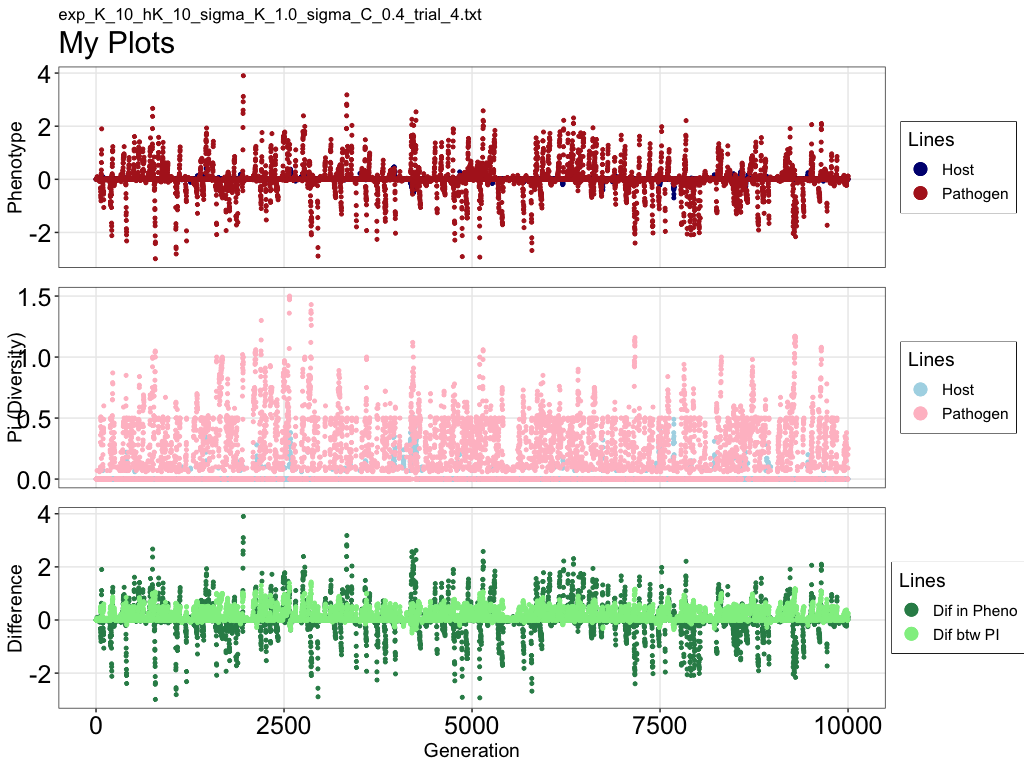 exp_K_10_hK_10_sigma_K_1.0_sigma_C_0.4_trial_4.txt
My Plots
Phenotype
4
2
0
-2
Lines
Host
Pathogen
Pi (Diversity)
1.5
1.0
0.5
0.0
Lines
Host
Pathogen
Difference
4
2
0
-2
Lines
Dif in Pheno
Dif btw PI
0
2500
5000
7500
10000
Generation